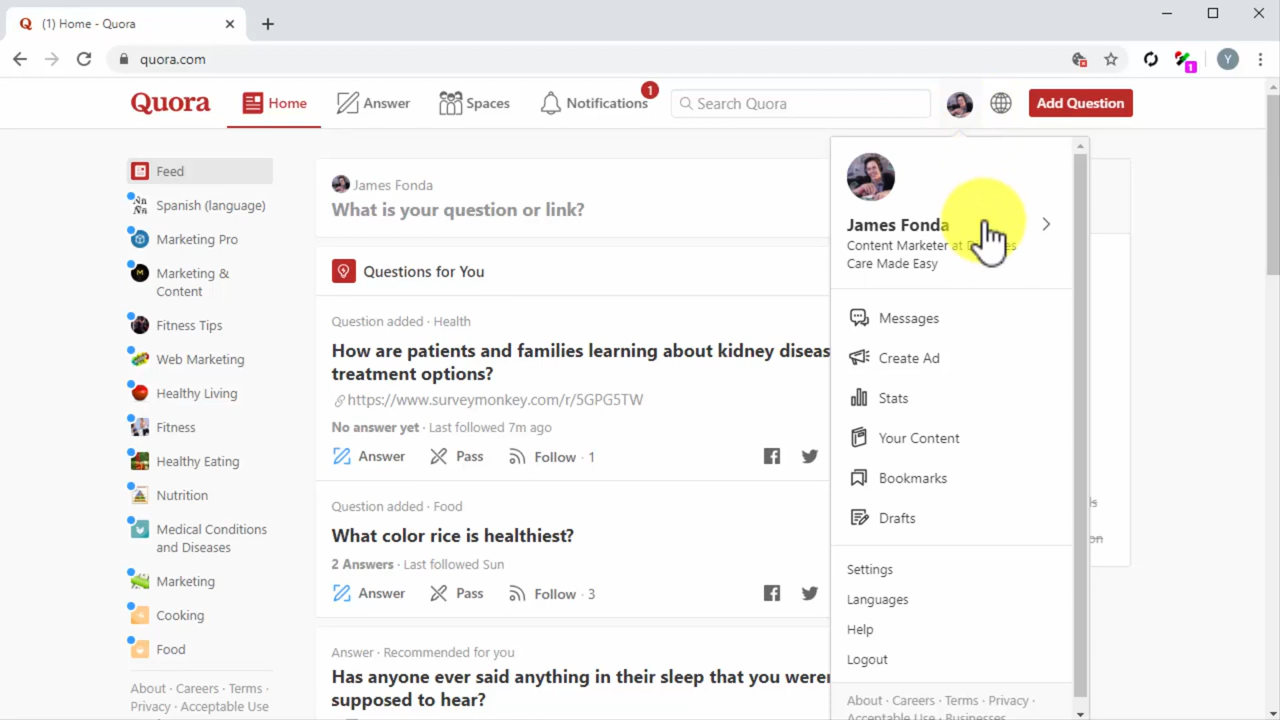 (1) Home - Quora
quora.com
Y
1
Quora
Home
Answer
Spaces
Notifications
1
Search Quora
Add Question
Feed
Spanish (language)
Marketing Pro
Marketing &
Content
Fitness Tips
Web Marketing
Healthy Living
Fitness
Healthy Eating
Nutrition
Medical Conditions
and Diseases
Marketing
Cooking
Food
About · Careers · Terms ·
Privacy · Acceptable Use
James Fonda
What is your question or link?
Questions for You
Question added · Health
How are patients and families learning about kidney diseas
treatment options?
https://www.surveymonkey.com/r/5GPG5TW
No answer yet · Last followed 7m ago
Answer
Pass
Follow · 1
Question added · Food
What color rice is healthiest?
2 Answers · Last followed Sun
Answer
Pass
Follow · 3
Answer · Recommended for you
Has anyone ever said anything in their sleep that you were
supposed to hear?
James Fonda
Content Marketer at
Care Made Easy
Messages
Create Ad
Stats
Your Content
Bookmarks
Drafts
Settings
Languages
Help
Logout
About · Careers · Terms · Privacy ·
Acceptable Use · Businesses